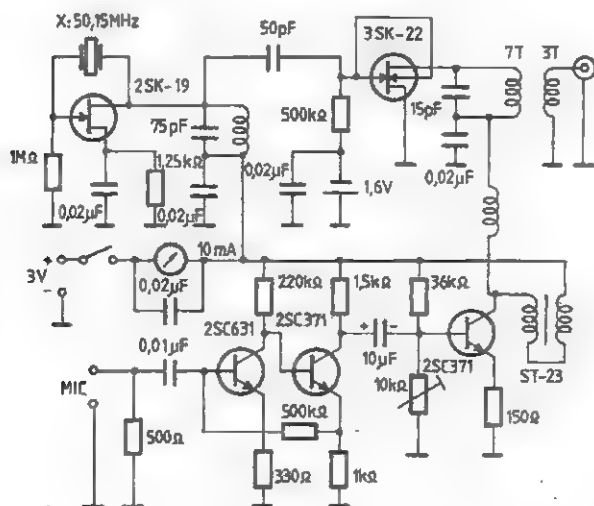 X: 50,15MHz
2SK-19
50pF
3SK-22
7T
3T
75pF
500kΩ
15pF
1MΩ
1,25kΩ
0,02µF
0,02µF
0,02µF
1,6V
0,02µF
3V
+
-
10mA
0,02µF
220kΩ
1,5kΩ
36kΩ
2SC631
2SC371
+
-
0,01µF
10µF
2SC371
ST-23
MIC
10kΩ
500kΩ
500Ω
150Ω
330Ω
1kΩ